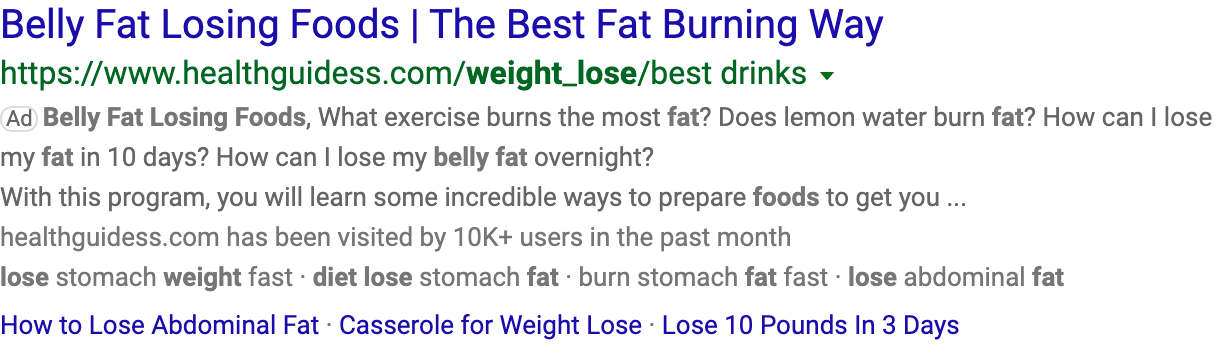 Belly Fat Losing Foods | The Best Fat Burning Way
https://www.healthguidess.com/weight_lose/best drinks
Ad Belly Fat Losing Foods, What exercise burns the most fat? Does lemon water burn fat? How can I lose
my fat in 10 days? How can I lose my belly fat overnight?
With this program, you will learn some incredible ways to prepare foods to get you ...
healthguidess.com has been visited by 10K+ users in the past month
lose stomach weight fast · diet lose stomach fat · burn stomach fat fast · lose abdominal fat
How to Lose Abdominal Fat · Casserole for Weight Lose · Lose 10 Pounds In 3 Days